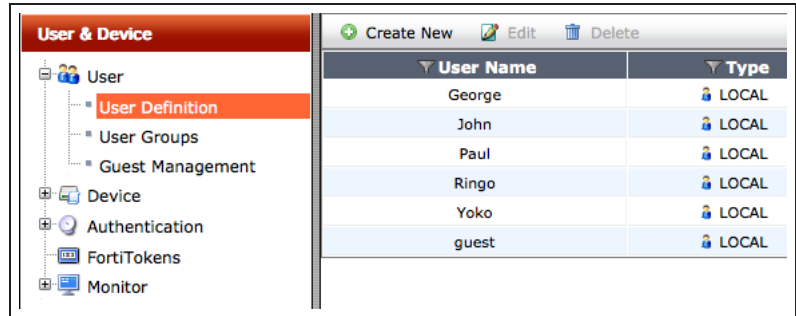 User & Device
User
User Definition
User Groups
Guest Management
Device
Authentication
FortiTokens
Monitor
Create New Edit Delete
User Name Type
George LOCAL
John LOCAL
Paul LOCAL
Ringo LOCAL
Yoko LOCAL
guest LOCAL